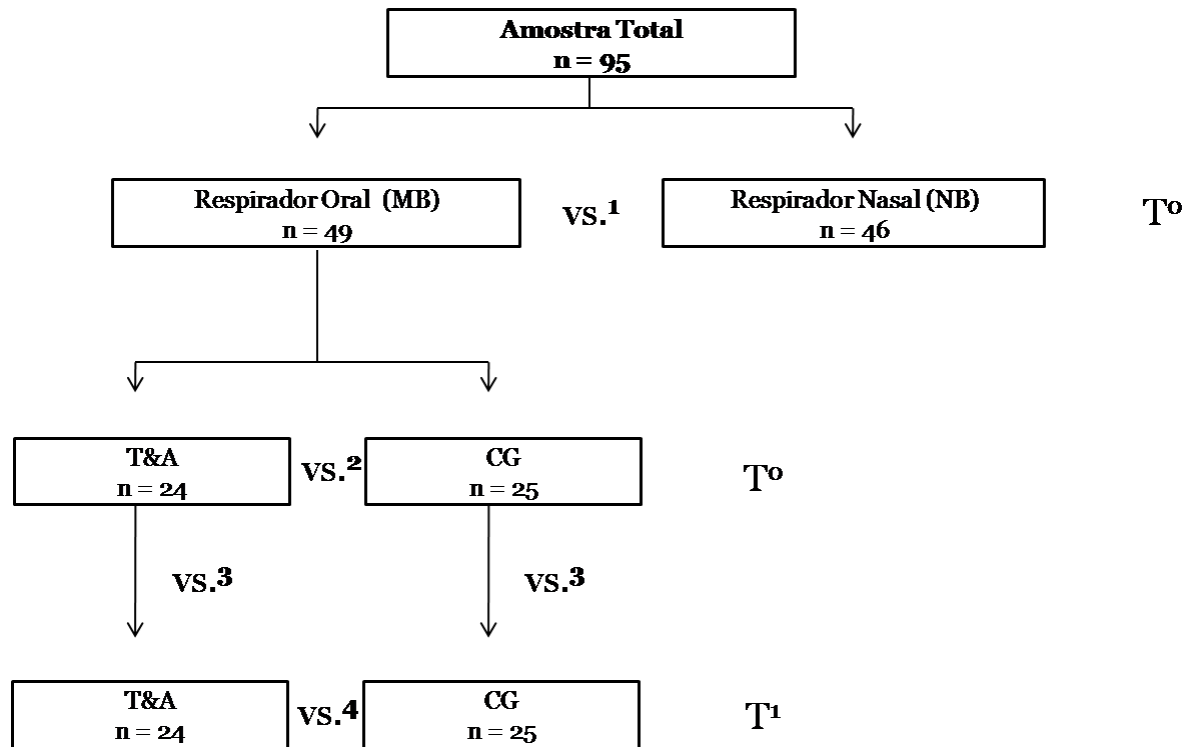 Amostra Total
n = 95
Respirador Oral (MB)
n = 49
vs.¹
Respirador Nasal (NB)
n = 46
T⁰
T&A
n = 24
vs.²
CG
n = 25
T⁰
vs.³
vs.³
T&A
n = 24
vs.⁴
CG
n = 25
T¹